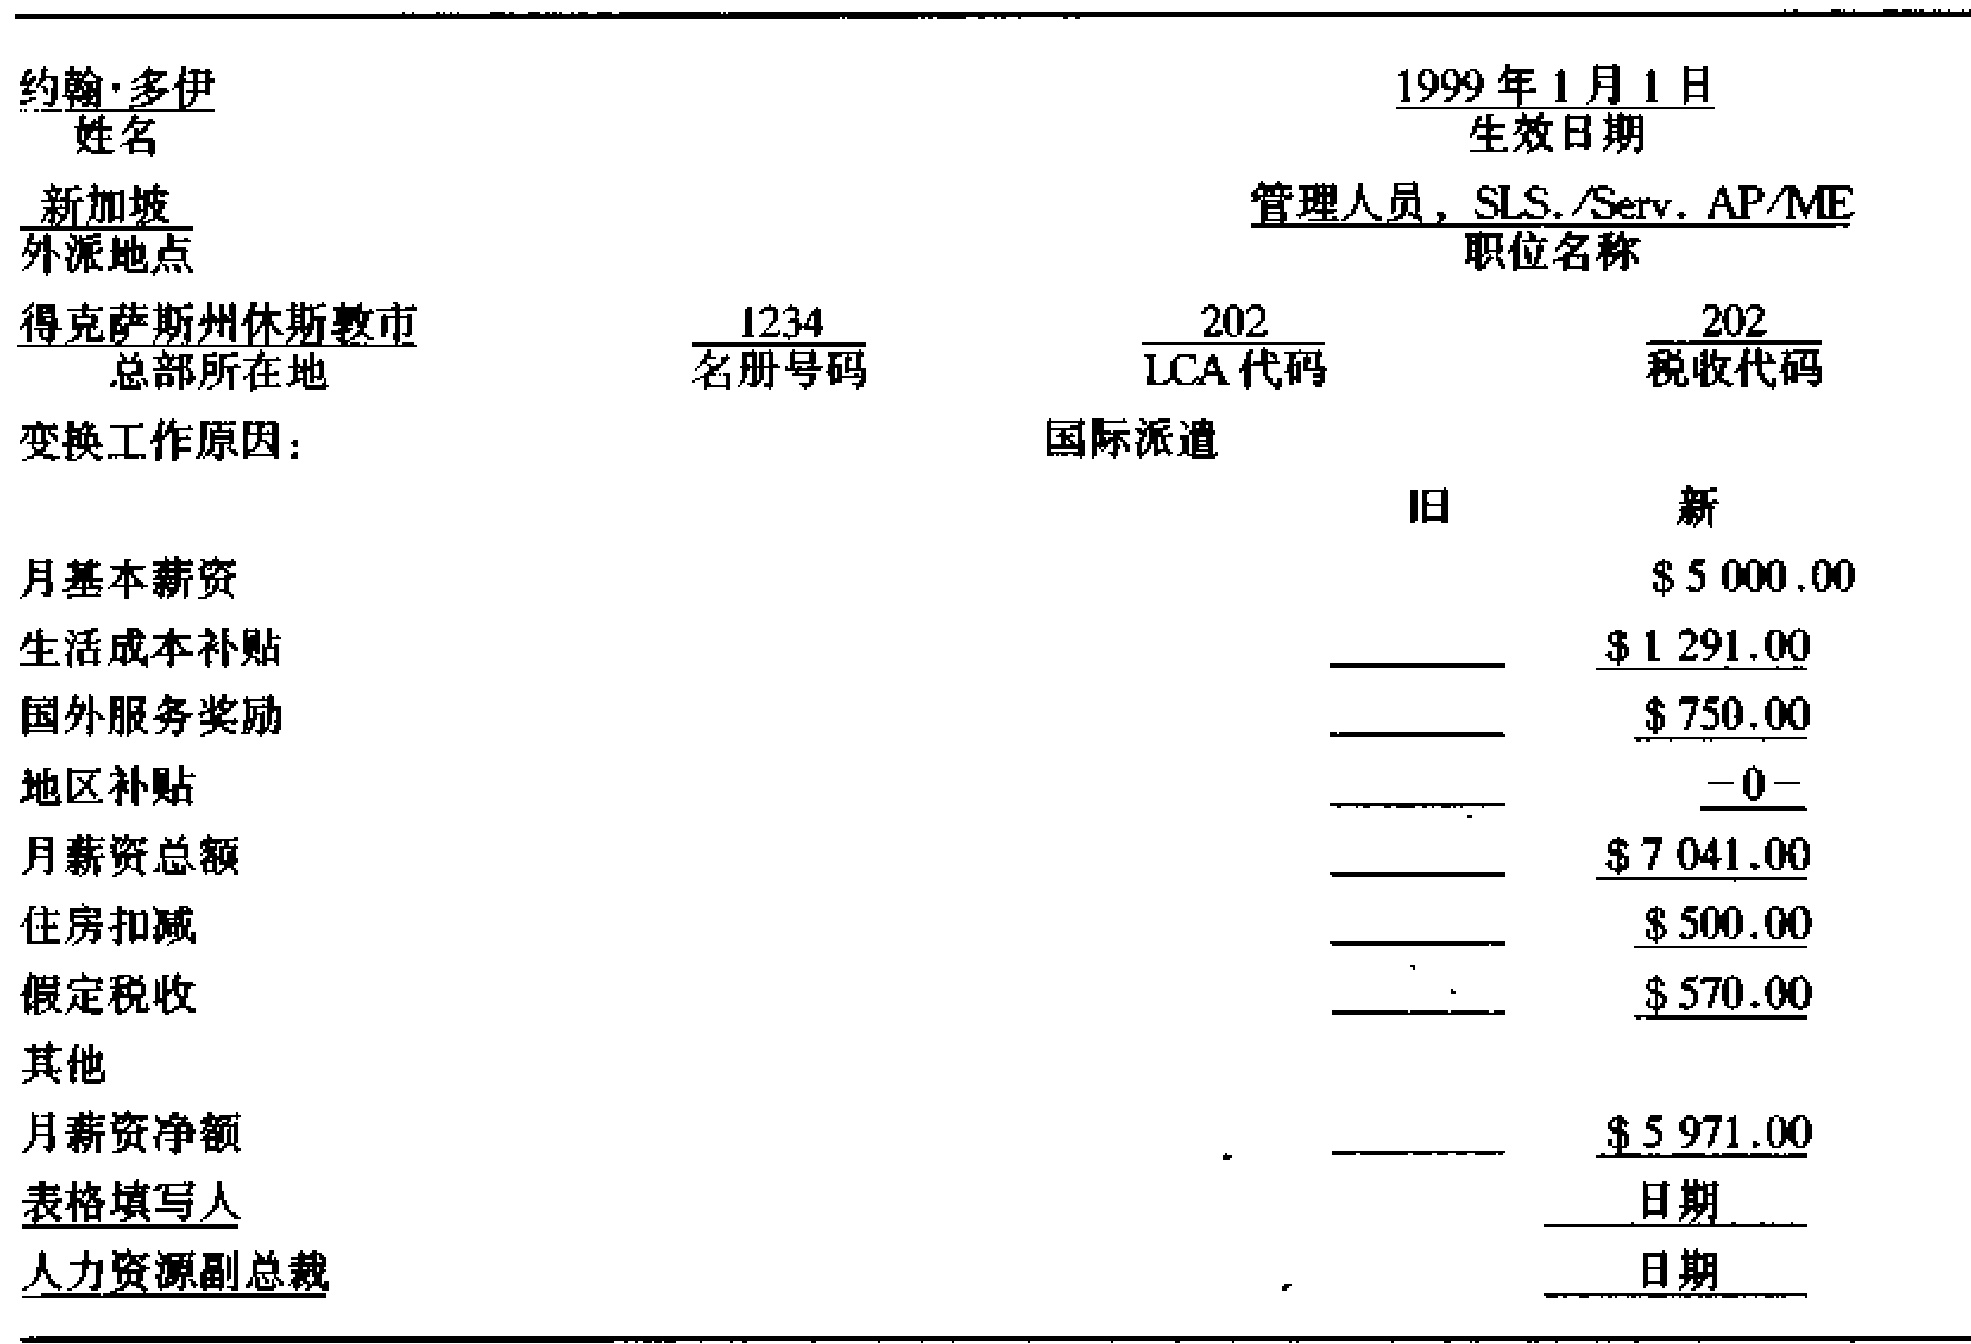 约翰·多伊 1999年1月1日
姓名 生效日期
新加坡 管理人员，SLS./Serv. AP/ME
外派地点 职位名称
得克萨斯州休斯敦市 1234 202 202
总部所在地 名册号码 LCA代码 税收代码
变换工作原因： 国际派遣
旧 新
月基本薪资 $5 000.00
生活成本补贴 $1 291.00
国外服务奖励 $750.00
地区补贴 －0－
月薪资总额 $7 041.00
住房扣减 $500.00
假定税收 $570.00
其他
月薪资净额 $5 971.00
表格填写人 日期
人力资源副总裁 日期